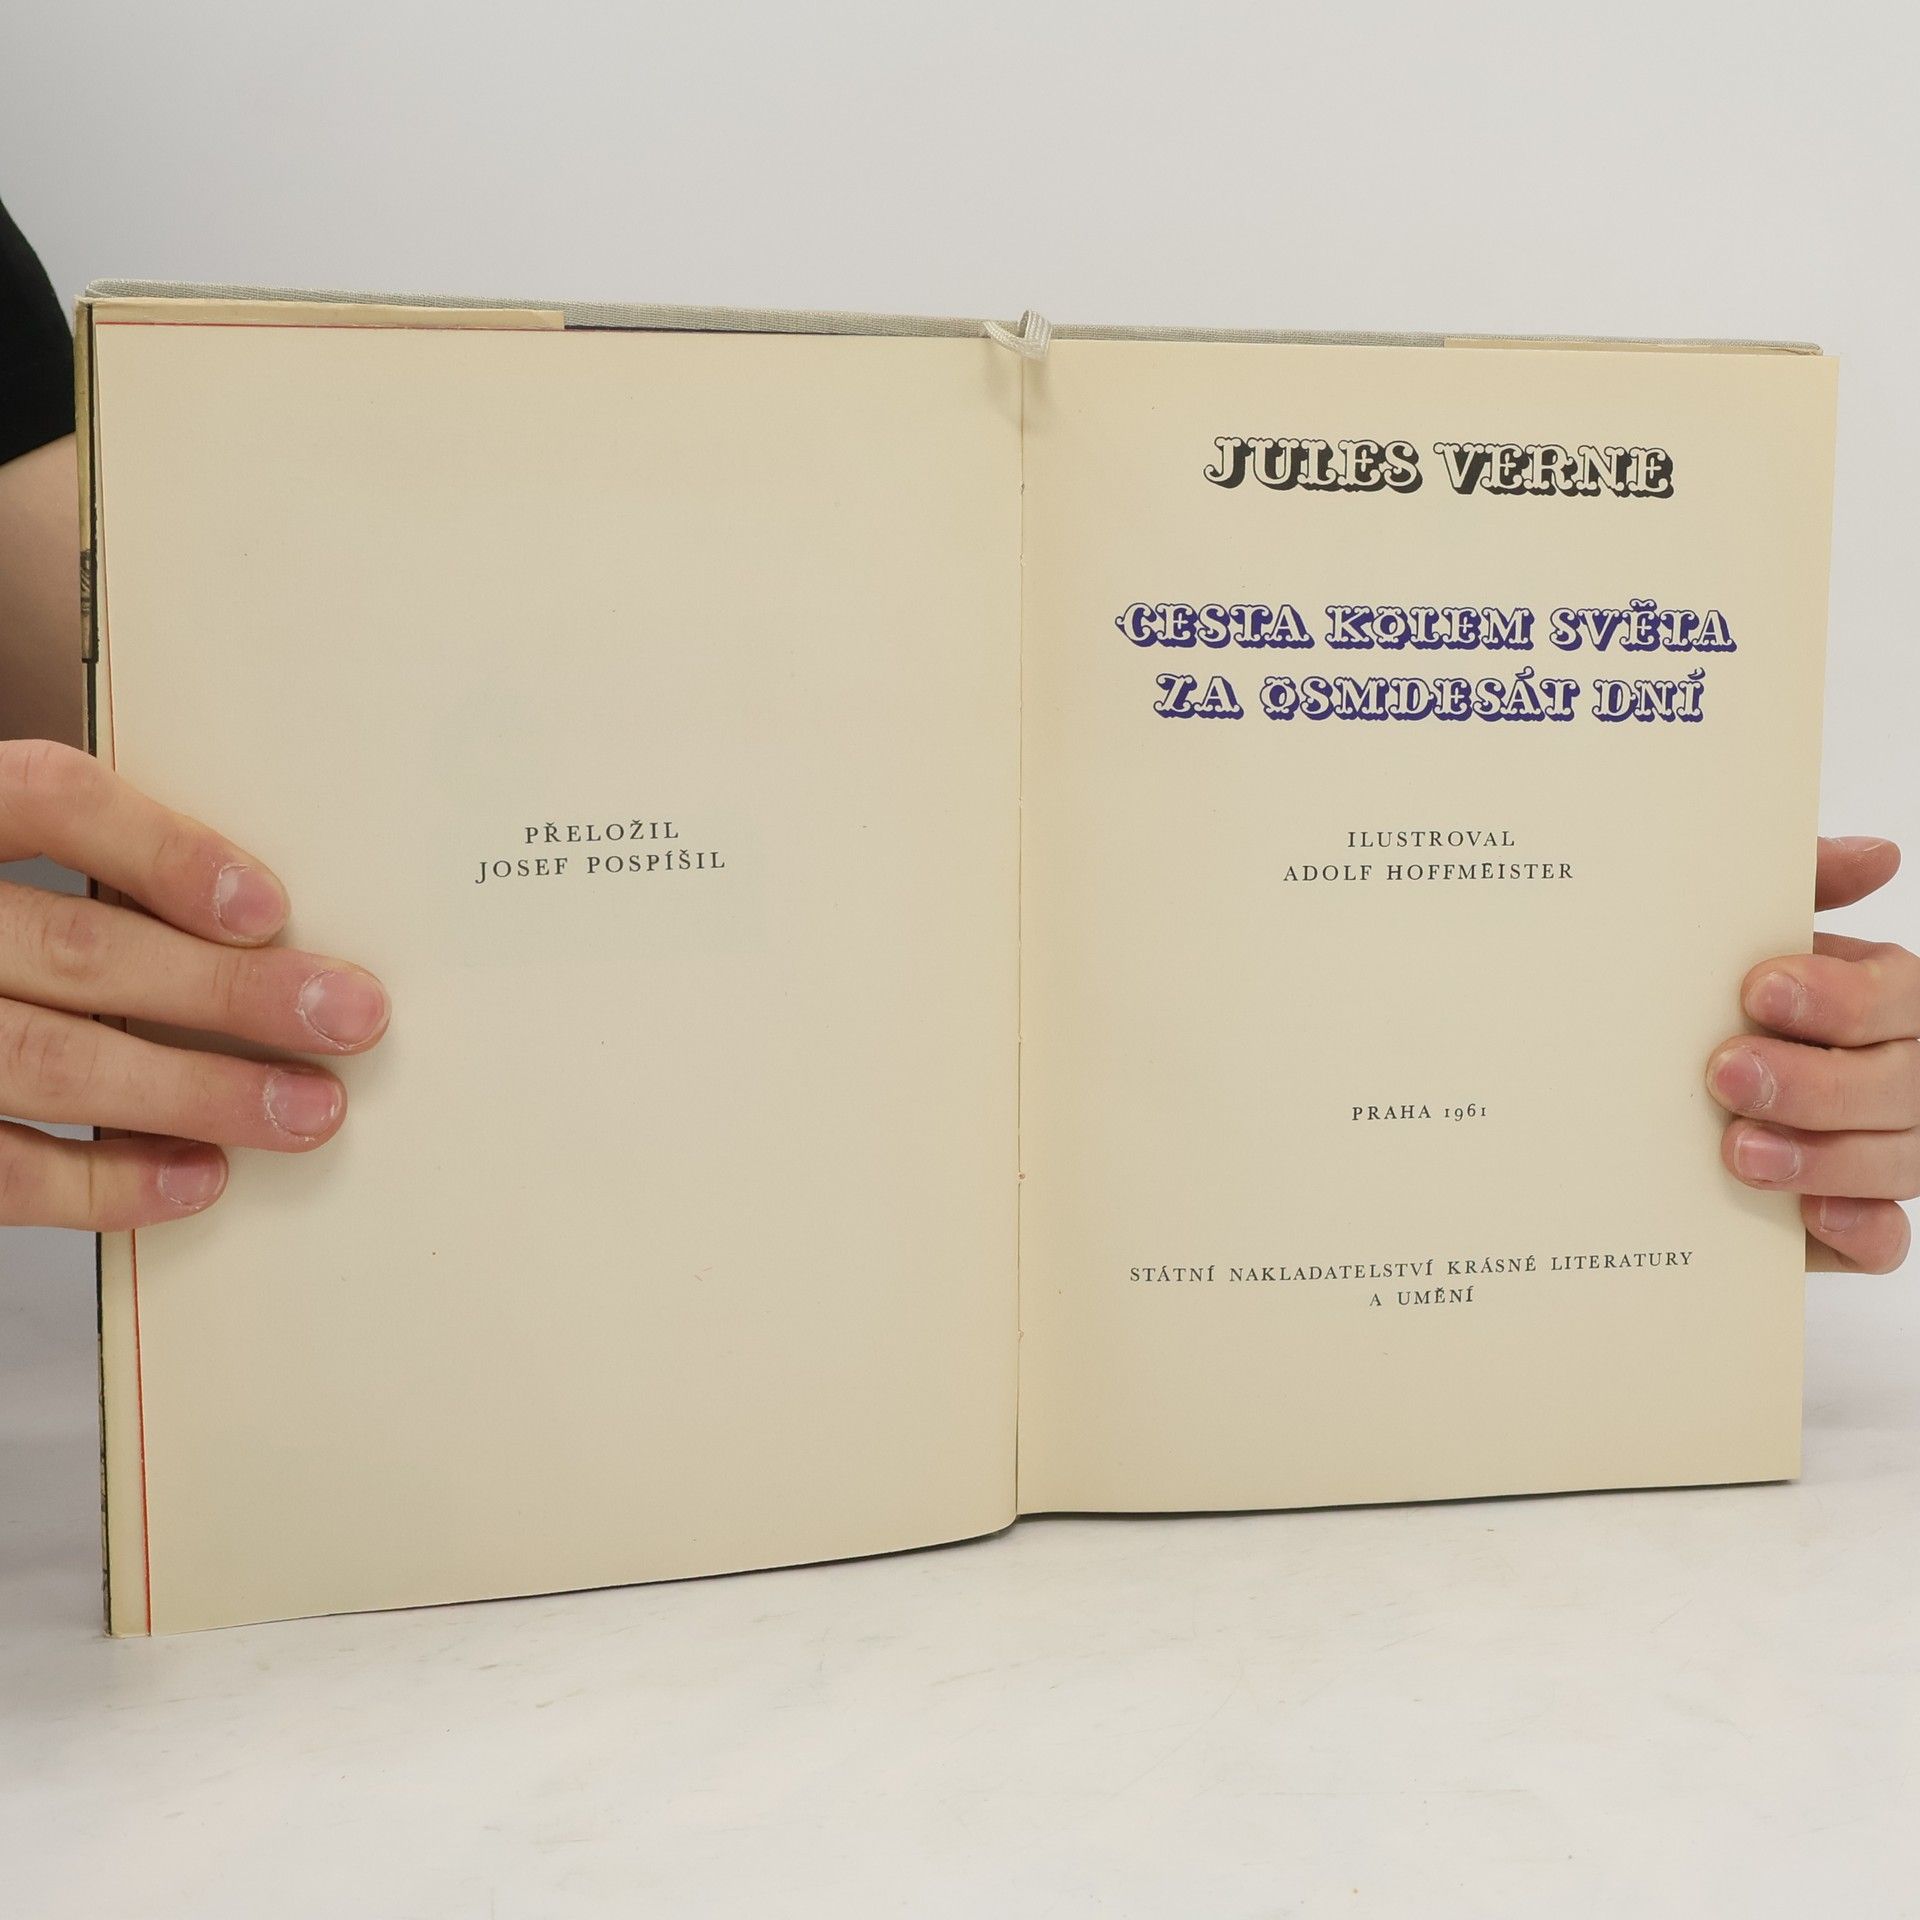 PŘELOŽIL
JOSEF POSPÍŠIL
JULES VERNE
CESTA KOLEM SVĚTA
ZA OSMDESÁT DNÍ
ILUSTROVAL
ADOLF HOFFMEISTER
PRAHA 1961
STÁTNÍ NAKLADATELSTVÍ KRÁSNÉ LITERATURY
A UMĚNÍ